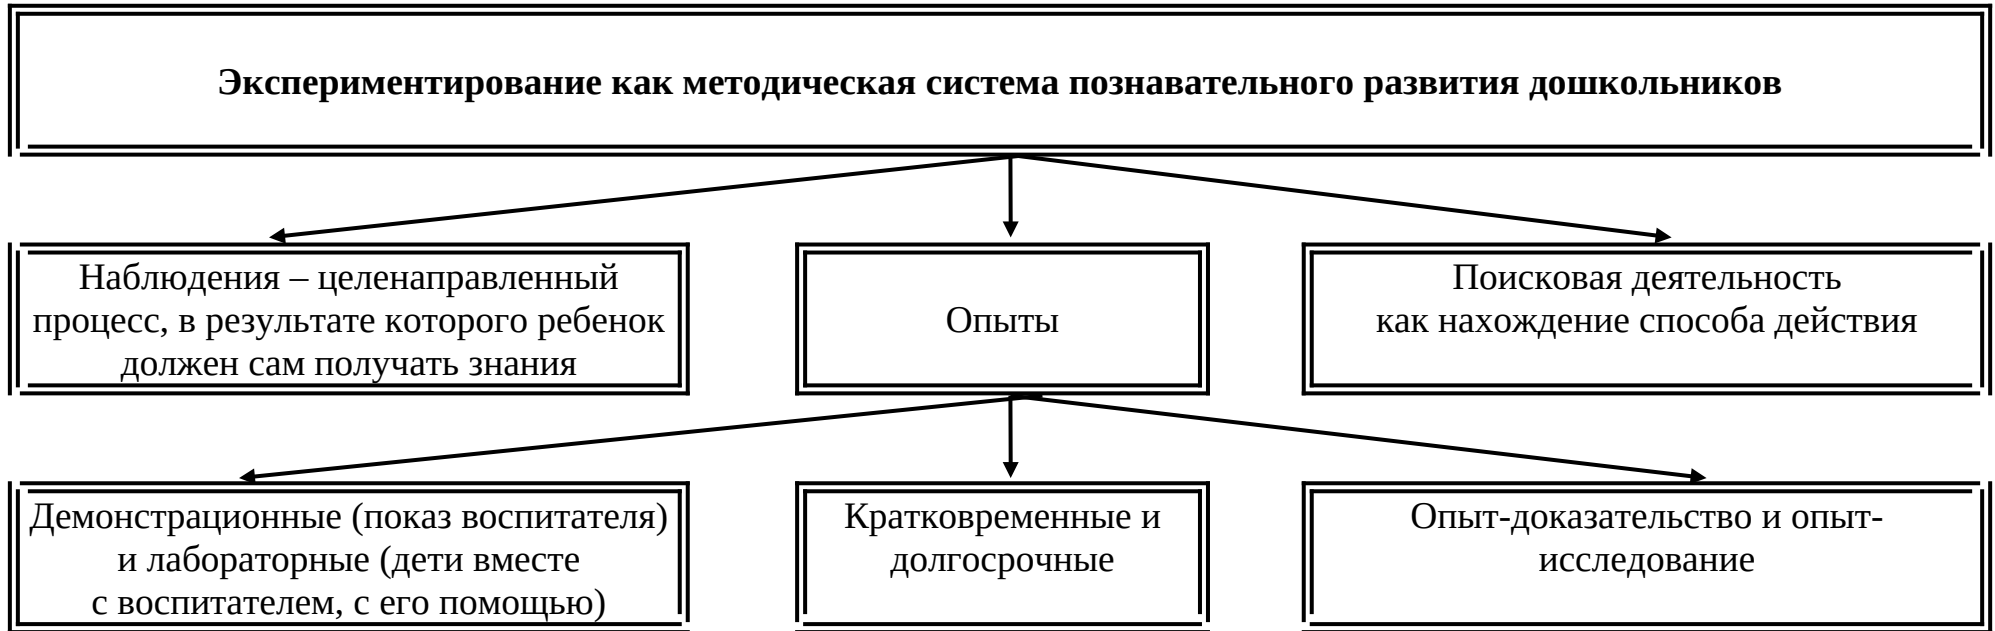 Экспериментирование как методическая система познавательного развития дошкольников
Наблюдения – целенаправленный
процесс, в результате которого ребенок
должен сам получать знания
Опыты
Поисковая деятельность
как нахождение способа действия
Демонстрационные (показ воспитателя)
и лабораторные (дети вместе
с воспитателем, с его помощью)
Кратковременные и
долгосрочные
Опыт-доказательство и опыт-
исследование